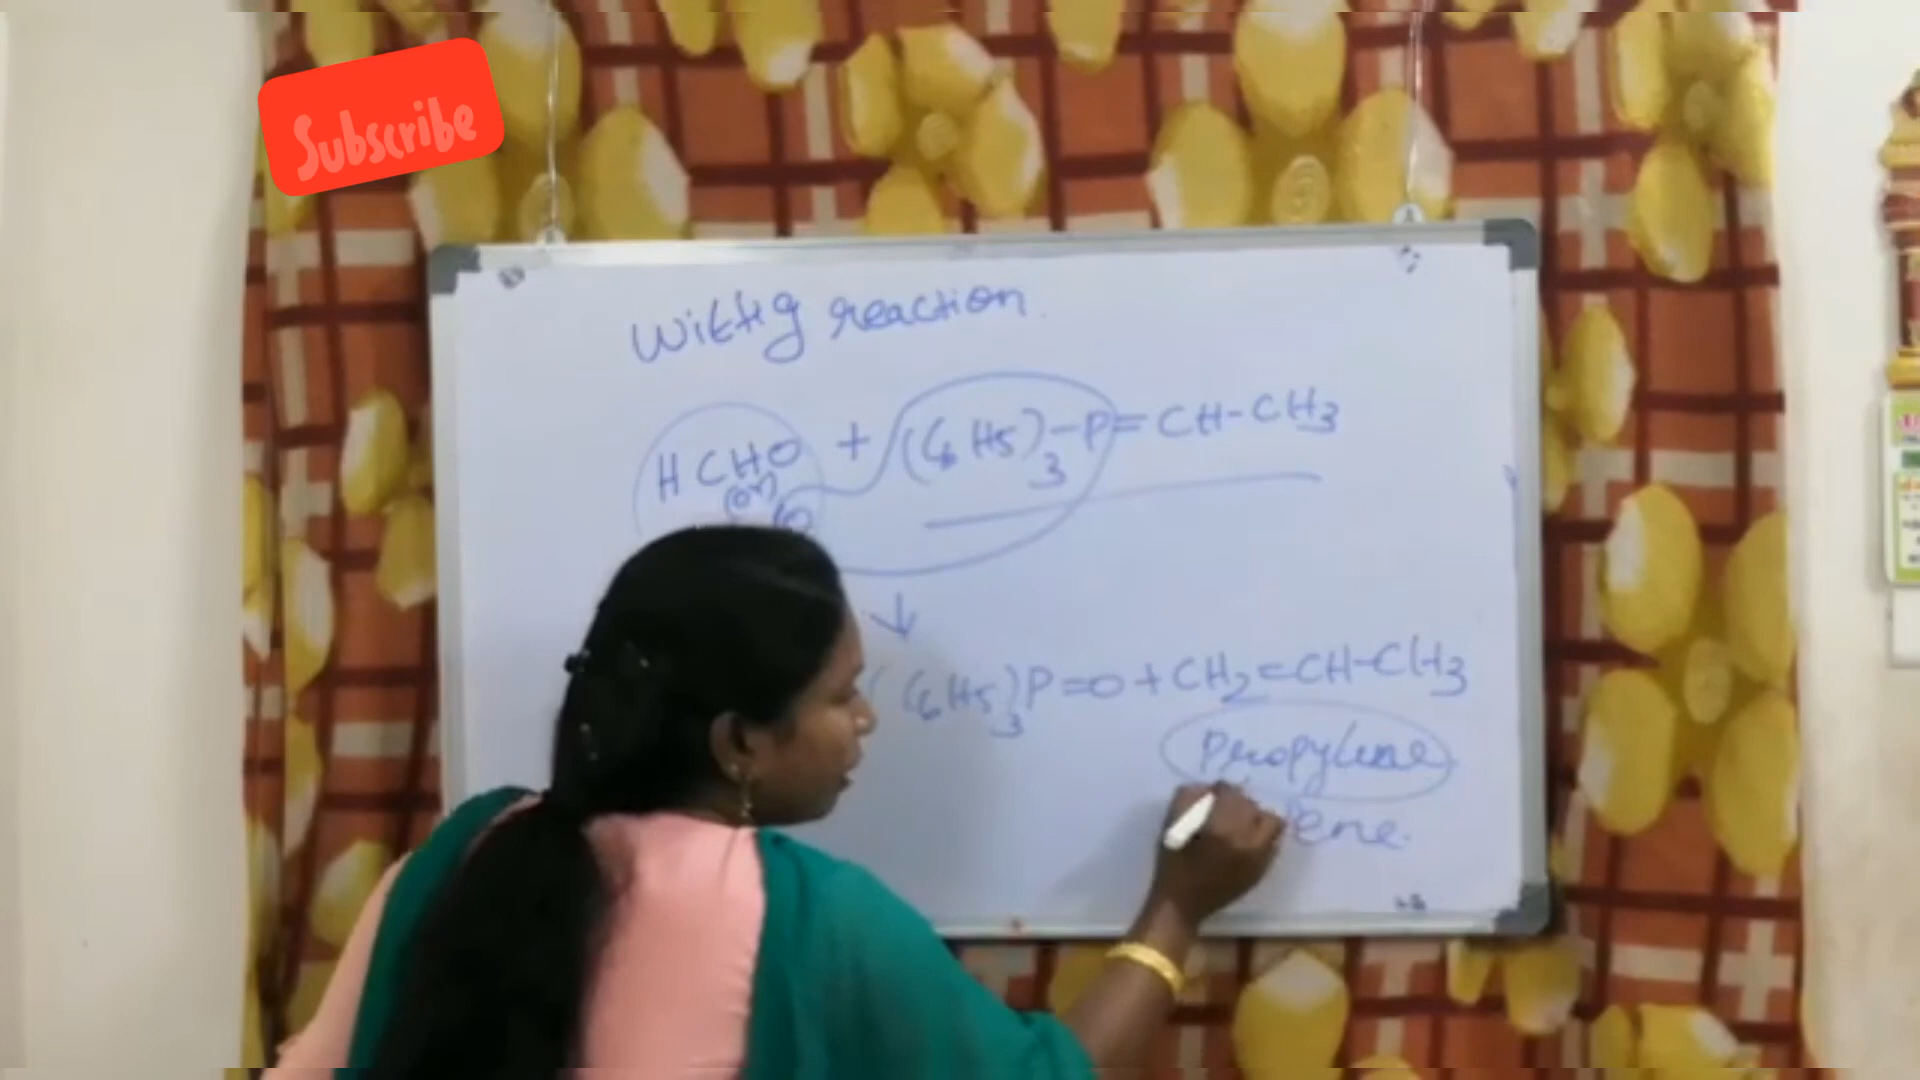 Subscribe
Wittig reaction.
HCHO + (C6H5)3-P=CH-CH3
(C6H5)3P=O+CH2=CH-CH3
Propylene